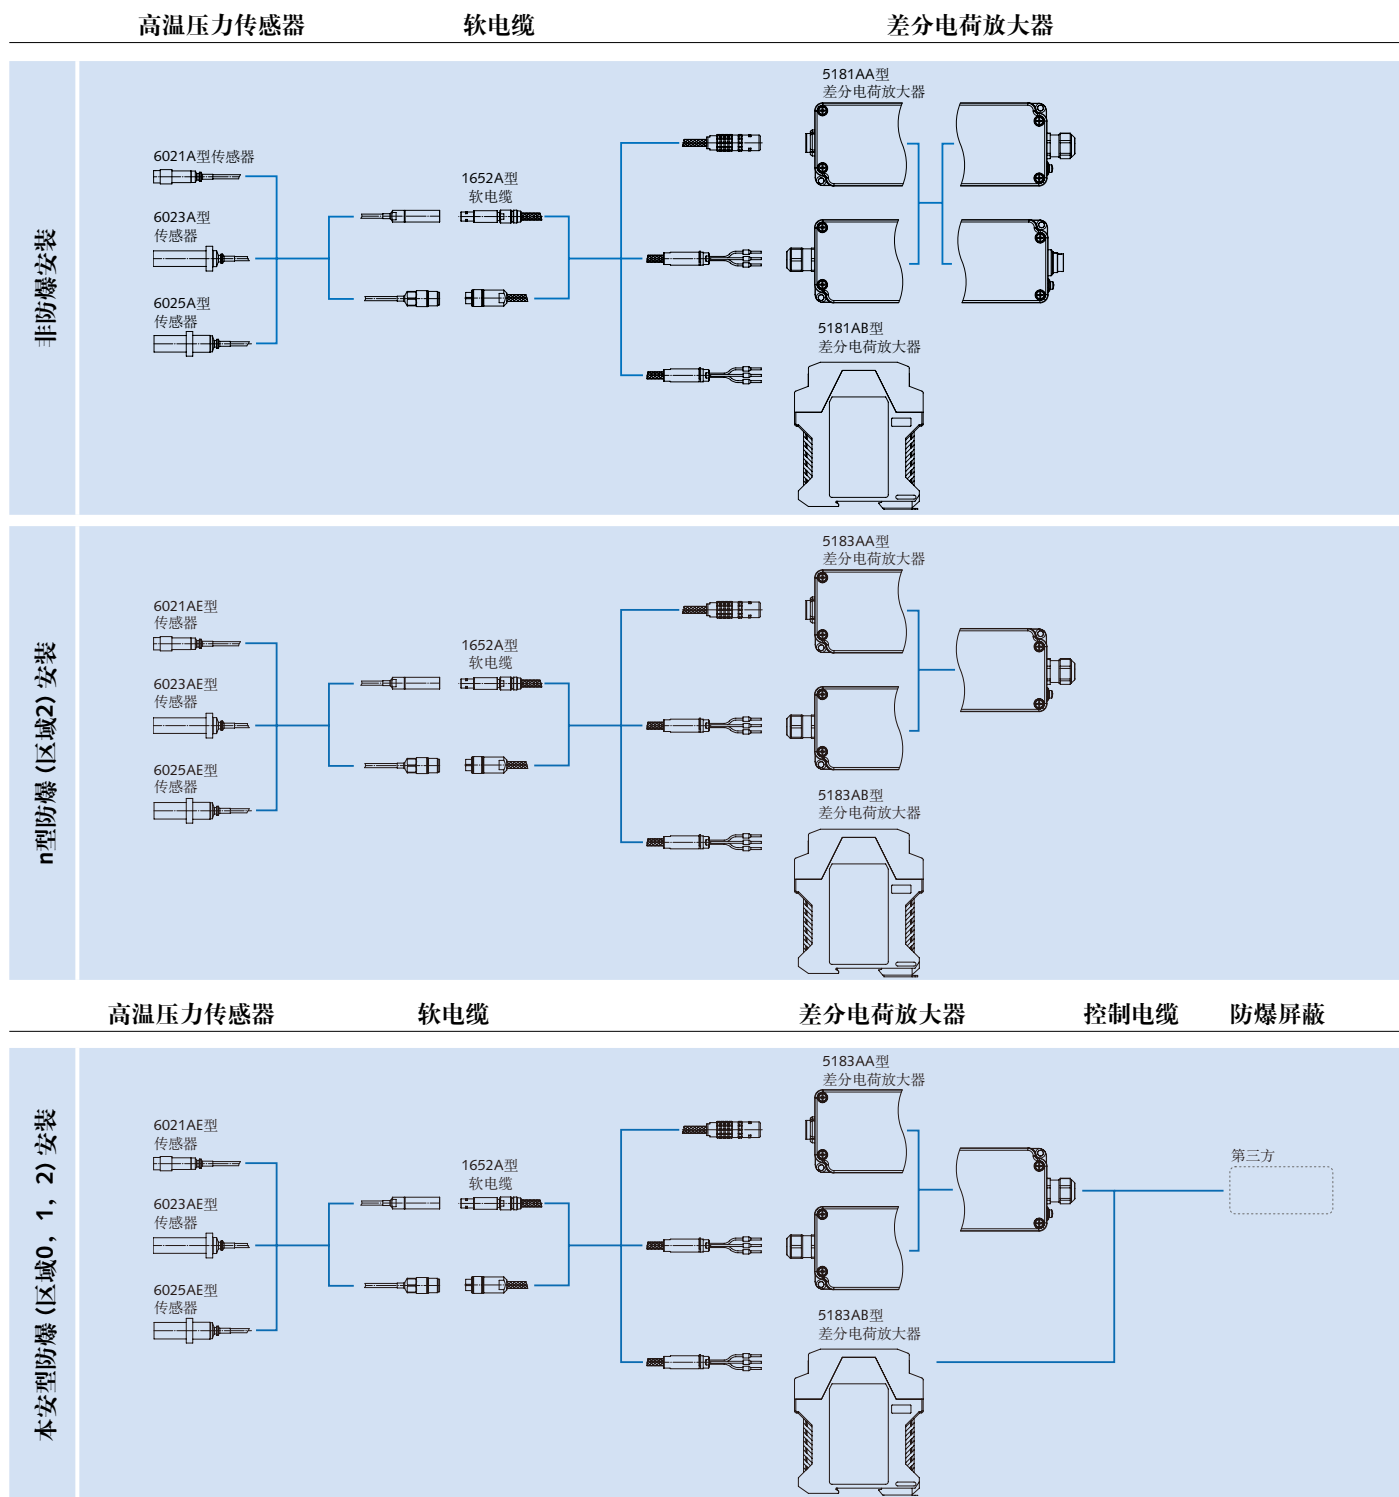 高温压力传感器 软电缆 差分电荷放大器
非防爆安装
6021A型传感器
6023A型
传感器
6025A型
传感器
1652A型
软电缆
5181AA型
差分电荷放大器
5181AB型
差分电荷放大器
n型防爆（区域2）安装
6021AE型
传感器
6023AE型
传感器
6025AE型
传感器
1652A型
软电缆
5183AA型
差分电荷放大器
5183AB型
差分电荷放大器
高温压力传感器 软电缆 差分电荷放大器 控制电缆 防爆屏蔽
本安型防爆（区域0，1，2）安装
6021AE型
传感器
6023AE型
传感器
6025AE型
传感器
1652A型
软电缆
5183AA型
差分电荷放大器
5183AB型
差分电荷放大器
第三方